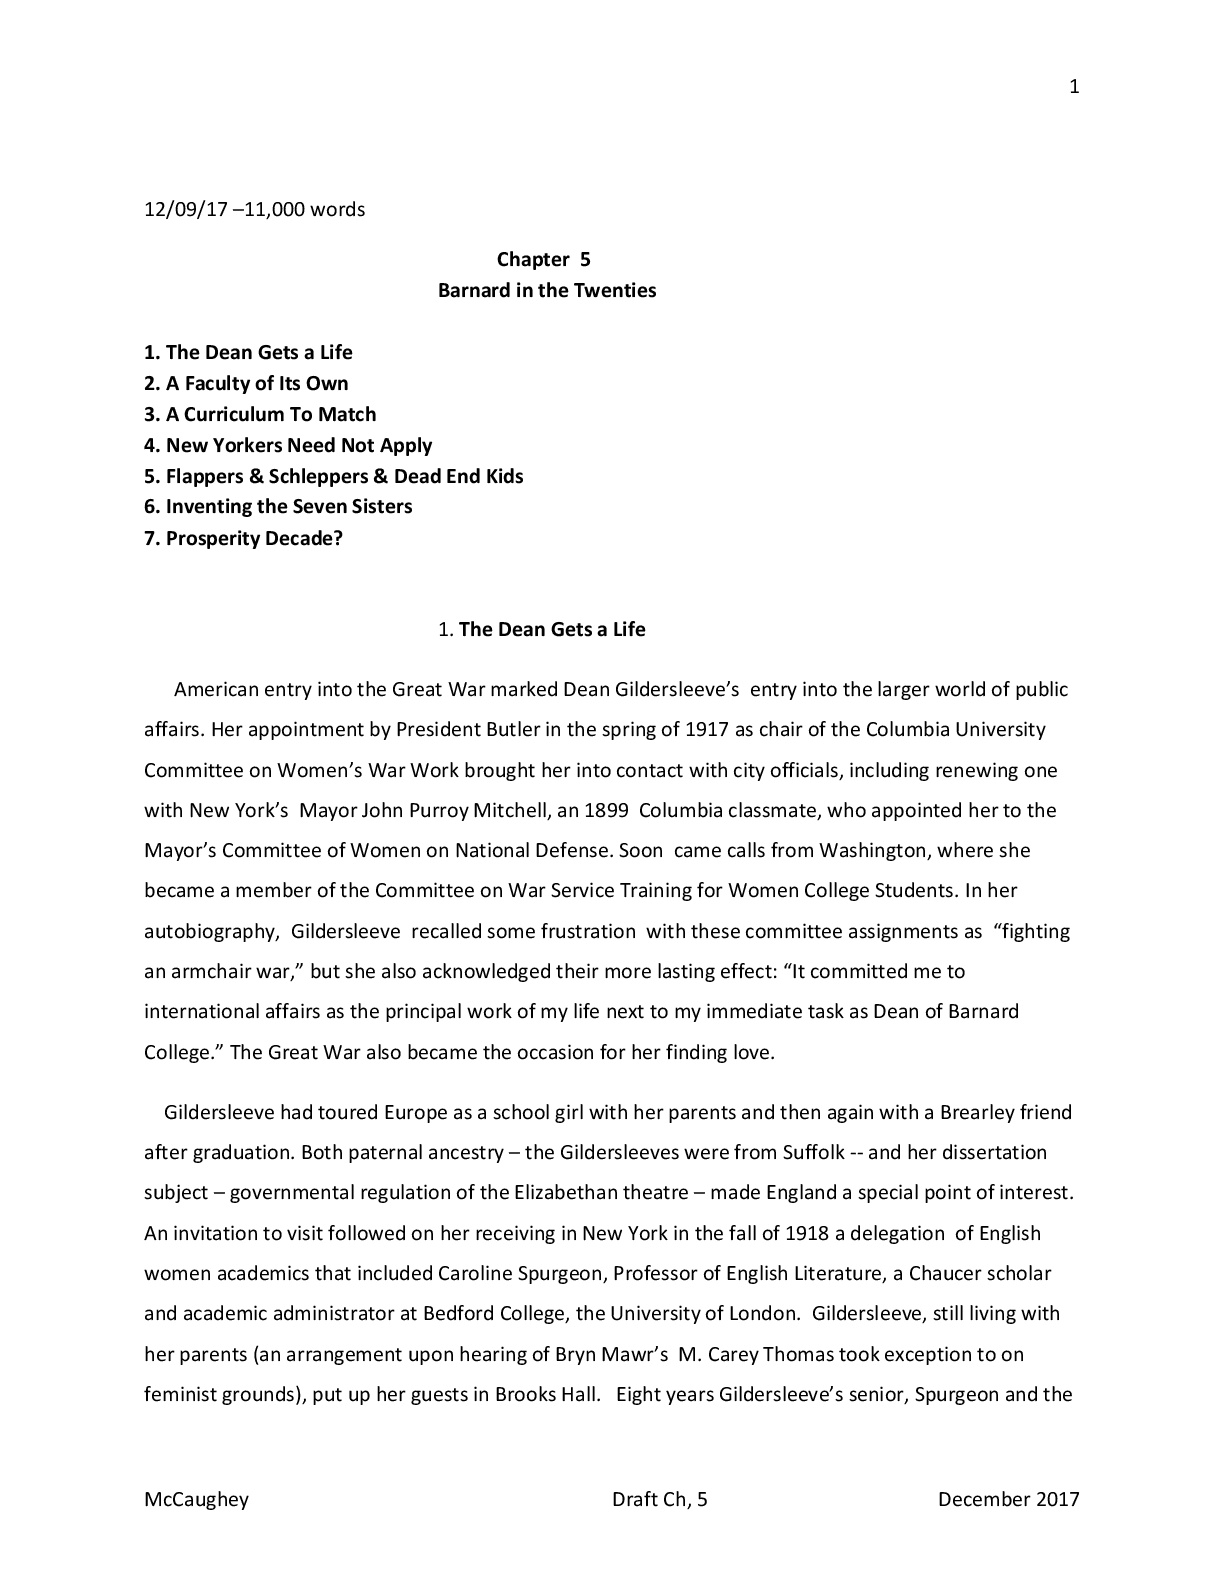 1
12/09/17 –11,000 words
Chapter 5
Barnard in the Twenties
1. The Dean Gets a Life
2. A Faculty of Its Own
3. A Curriculum To Match
4. New Yorkers Need Not Apply
5. Flappers & Schleppers & Dead End Kids
6. Inventing the Seven Sisters
7. Prosperity Decade?
1. The Dean Gets a Life
American entry into the Great War marked Dean Gildersleeve’s entry into the larger world of public
affairs. Her appointment by President Butler in the spring of 1917 as chair of the Columbia University
Committee on Women’s War Work brought her into contact with city officials, including renewing one
with New York’s Mayor John Purroy Mitchell, an 1899 Columbia classmate, who appointed her to the
Mayor’s Committee of Women on National Defense. Soon came calls from Washington, where she
became a member of the Committee on War Service Training for Women College Students. In her
autobiography, Gildersleeve recalled some frustration with these committee assignments as “fighting
an armchair war,” but she also acknowledged their more lasting effect: “It committed me to
international affairs as the principal work of my life next to my immediate task as Dean of Barnard
College.” The Great War also became the occasion for her finding love.
Gildersleeve had toured Europe as a school girl with her parents and then again with a Brearley friend
after graduation. Both paternal ancestry – the Gildersleeves were from Suffolk -- and her dissertation
subject – governmental regulation of the Elizabethan theatre – made England a special point of interest.
An invitation to visit followed on her receiving in New York in the fall of 1918 a delegation of English
women academics that included Caroline Spurgeon, Professor of English Literature, a Chaucer scholar
and academic administrator at Bedford College, the University of London. Gildersleeve, still living with
her parents (an arrangement upon hearing of Bryn Mawr’s M. Carey Thomas took exception to on
feminist grounds), put up her guests in Brooks Hall. Eight years Gildersleeve’s senior, Spurgeon and the
McCaughey Draft Ch, 5 December 2017